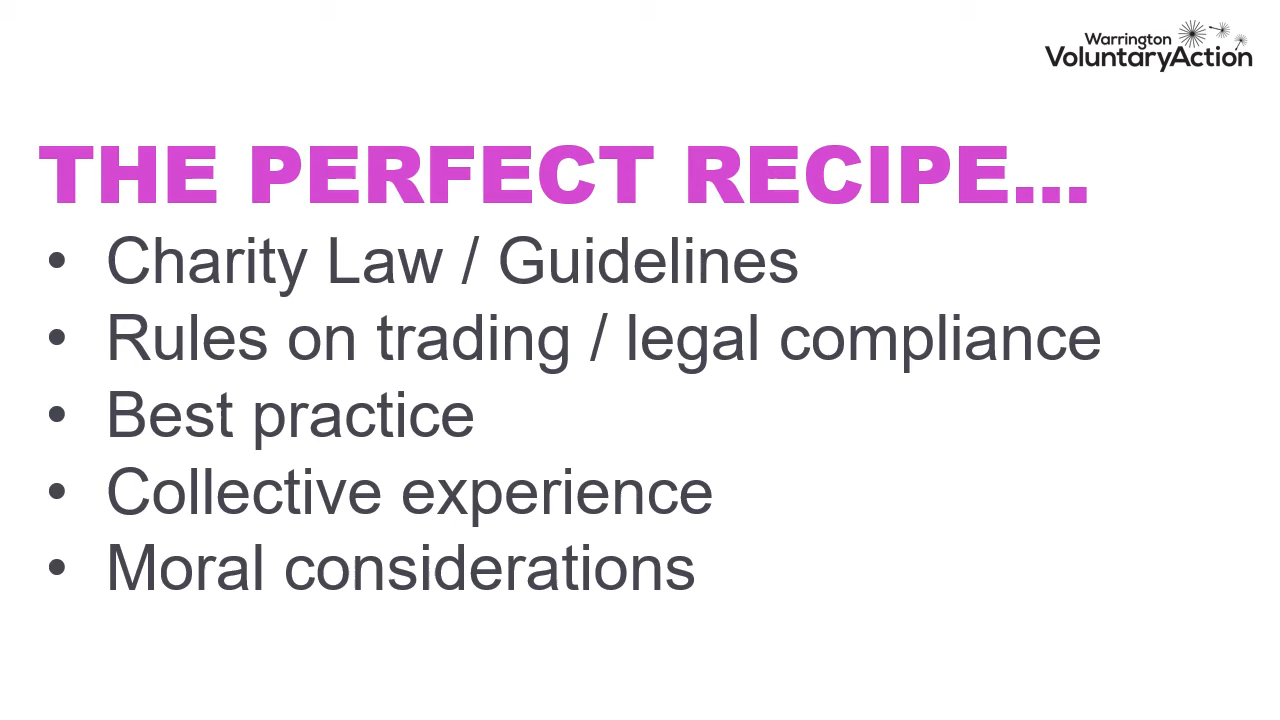 Warrington
VoluntaryAction
THE PERFECT RECIPE...
• Charity Law / Guidelines
• Rules on trading / legal compliance
• Best practice
• Collective experience
• Moral considerations